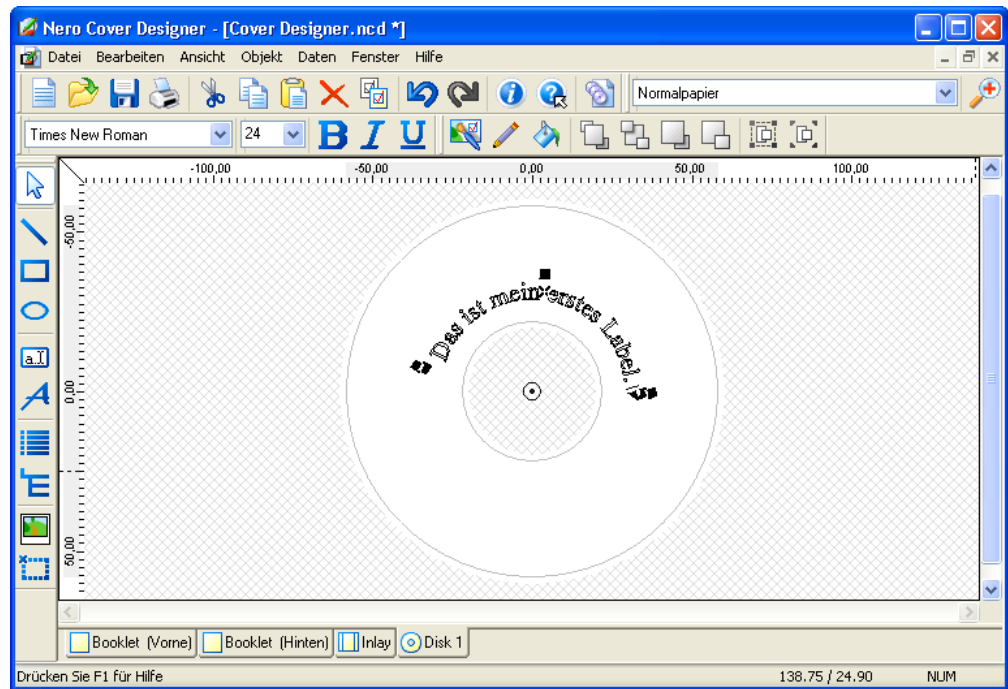 Nero Cover Designer - [Cover Designer.ncd *]
Datei Bearbeiten Ansicht Objekt Daten Fenster Hilfe
Normalpapier
Times New Roman 24 B I U
-100,00 -50,00 0,00 50,00 100,00
-50,00
0,00
50,00
a.I
A
E
Das ist mein erstes Label.
Booklet (Vorne) Booklet (Hinten) Inlay Disk 1
Drücken Sie F1 für Hilfe 138.75 / 24.90 NUM